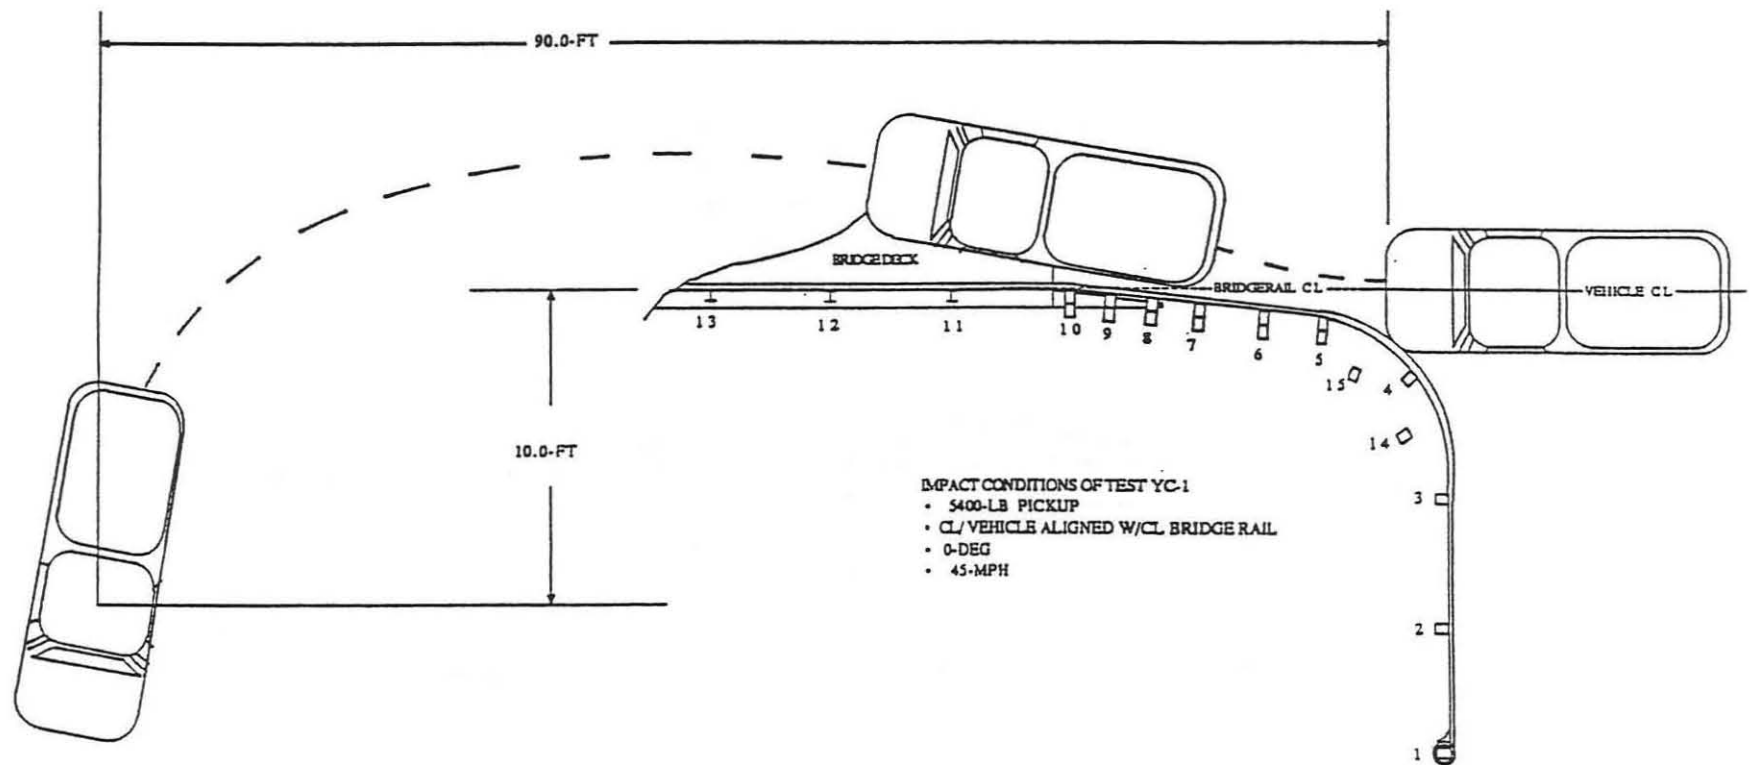 90.0-FT
BRIDGE DECK
BRIDGERAIL CL
VEHICLE CL
13
12
11
10
9
8
7
6
5
15
4
14
10.0-FT
IMPACT CONDITIONS OF TEST YC-1
• 5400-LB PICKUP
• CL/VEHICLE ALIGNED W/CL BRIDGE RAIL
• 0-DEG
• 45-MPH
3
2
1